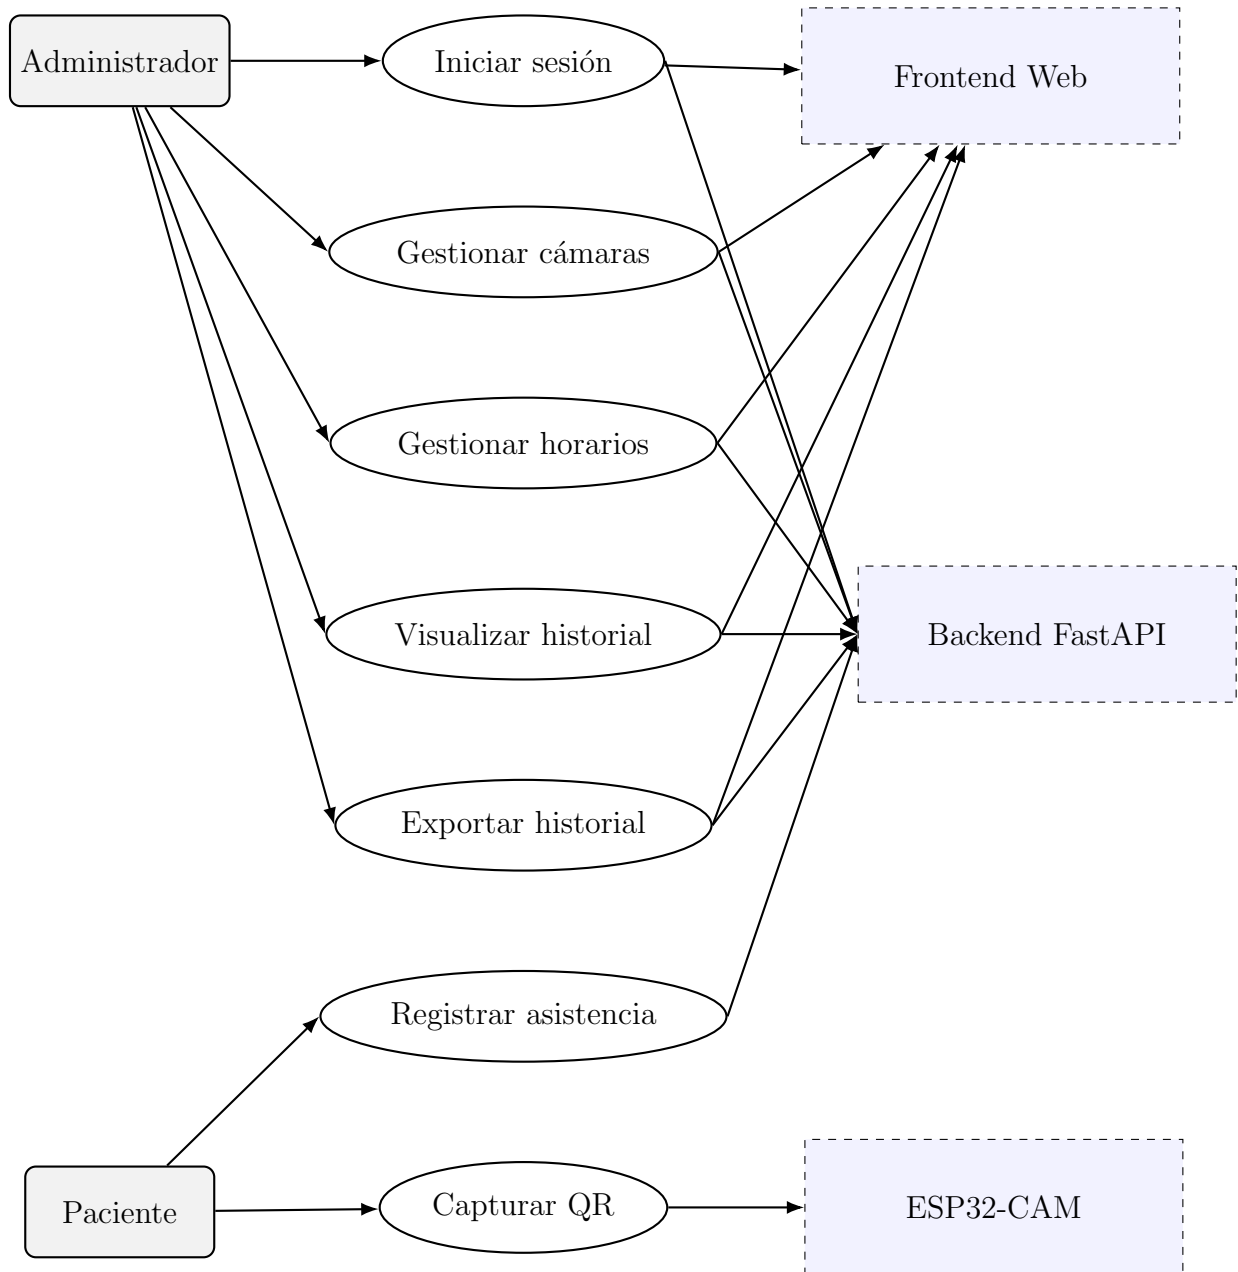 Administrador
Iniciar sesión
Frontend Web
Gestionar cámaras
Gestionar horarios
Visualizar historial
Backend FastAPI
Exportar historial
Registrar asistencia
Paciente
Capturar QR
ESP32-CAM